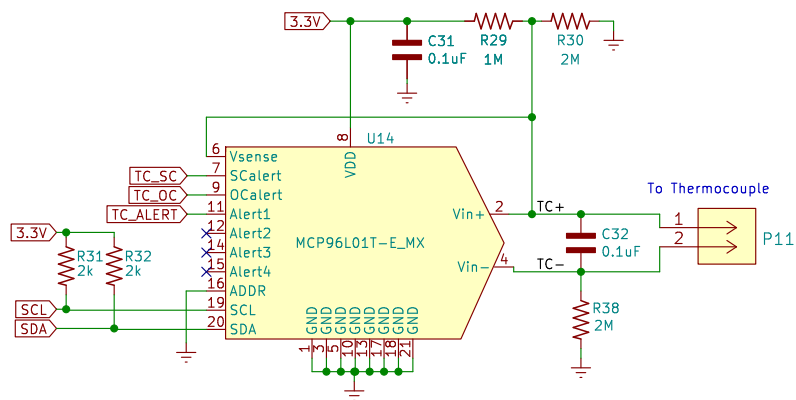 3.3V
C31
0.1uF
R29
1M
R30
2M
U14
8
VDD
6
Vsense
TC_SC
7
SCalert
TC_OC
9
OCalert
TC_ALERT
11
Alert1
12
Alert2
14
Alert3
15
Alert4
16
ADDR
19
SCL
20
SDA
MCP96L01T-E_MX
Vin+
2
TC+
Vin-
4
TC-
To Thermocouple
1
2
P11
C32
0.1uF
R38
2M
3.3V
R31
2k
R32
2k
SCL
SDA
GND GND GND GND GND GND GND GND
1 3 5 10 13 17 18 21